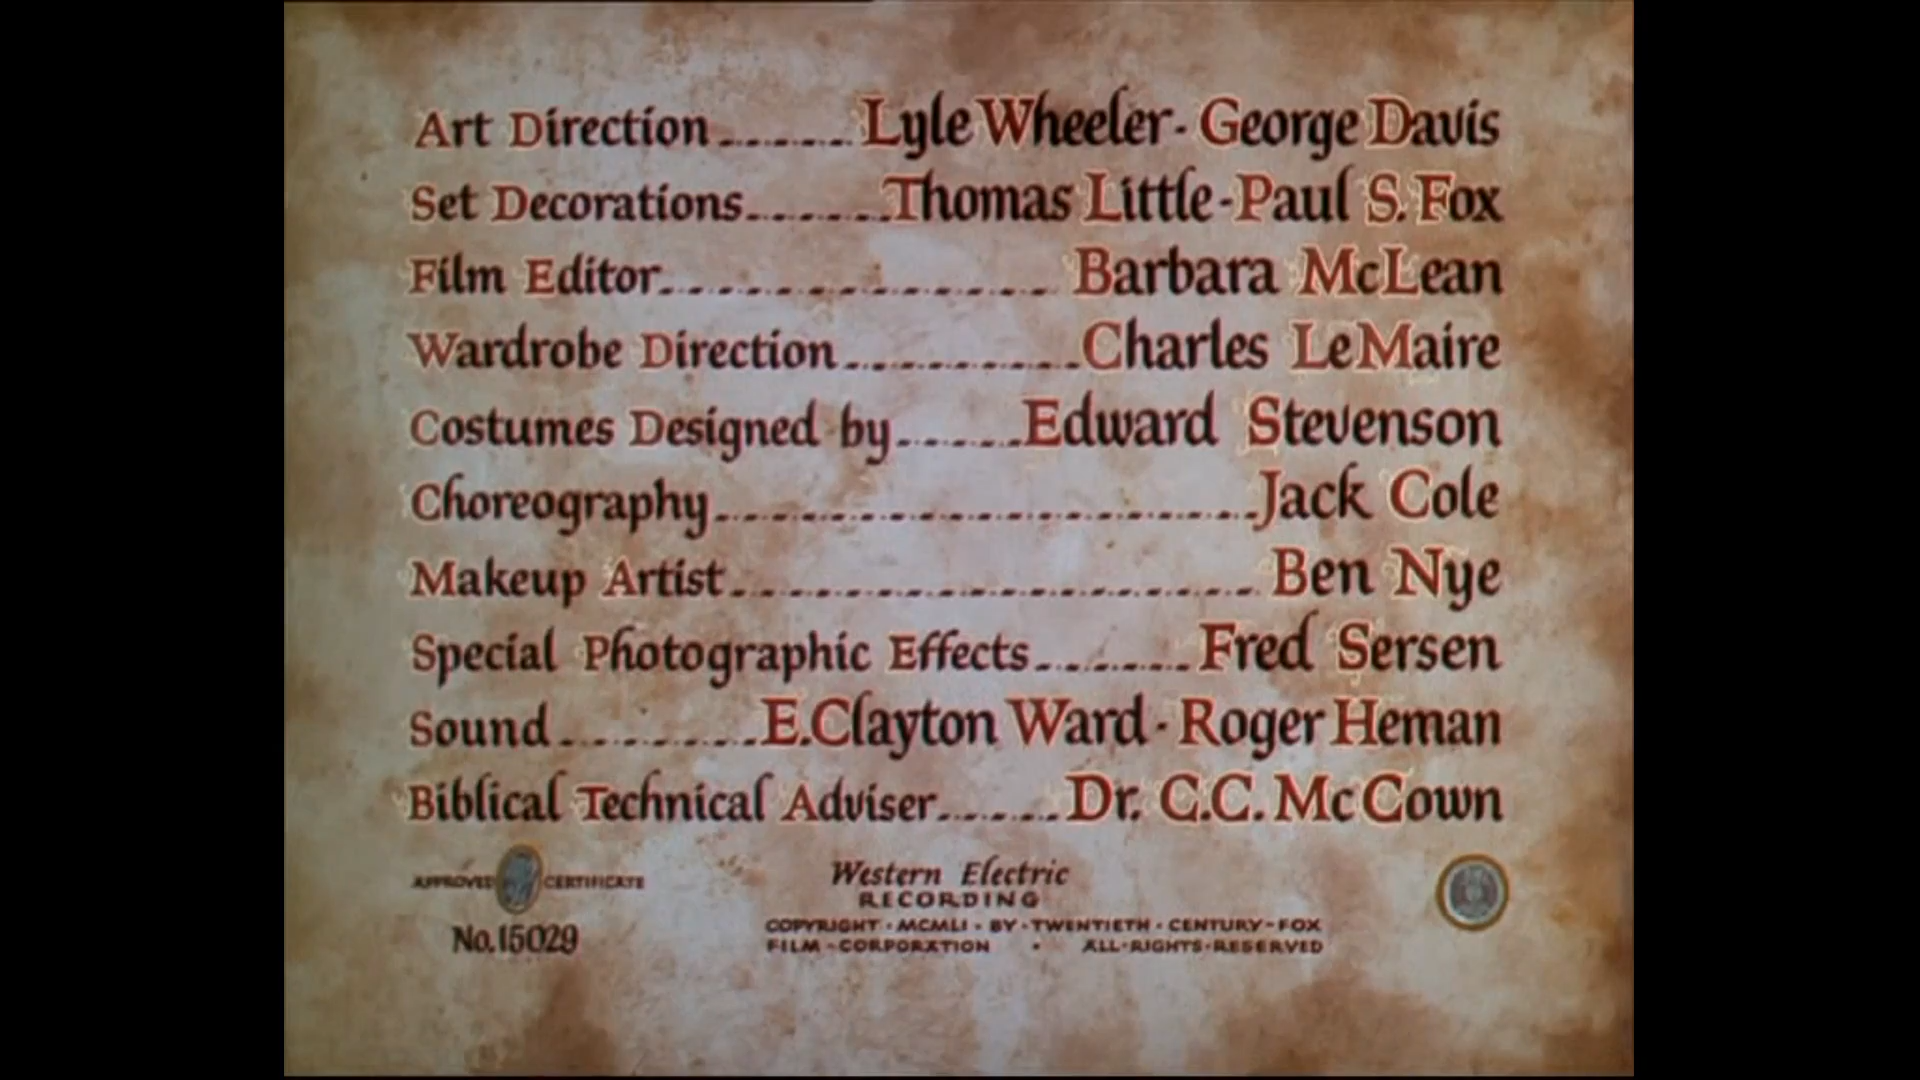 Art Direction....... Lyle Wheeler - George Davis
Set Decorations....... Thomas Little - Paul S. Fox
Film Editor................. Barbara McLean
Wardrobe Direction........... Charles LeMaire
Costumes Designed by...... Edward Stevenson
Choreography......................... Jack Cole
Makeup Artist........................ Ben Nye
Special Photographic Effects........ Fred Sersen
Sound.......... E. Clayton Ward - Roger Heman
Biblical Technical Adviser...... Dr. C.C. McCown
APPROVED CERTIFICATE
No. 15029
Western Electric
RECORDING
COPYRIGHT · MCMLI · BY · TWENTIETH · CENTURY-FOX
FILM · CORPORATION · ALL · RIGHTS · RESERVED